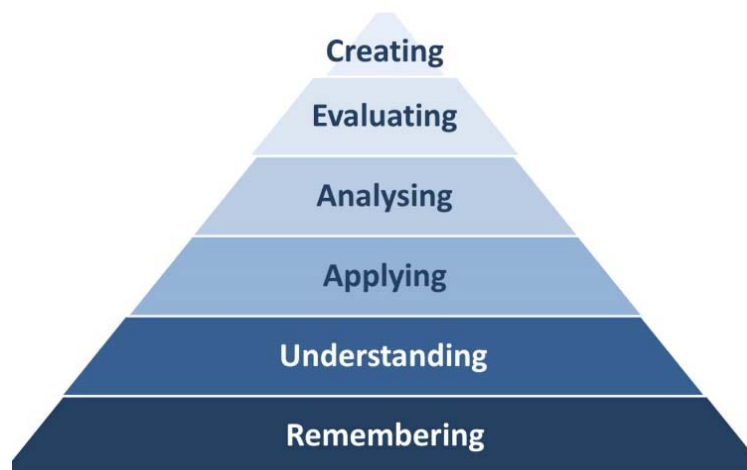 Creating
Evaluating
Analysing
Applying
Understanding
Remembering